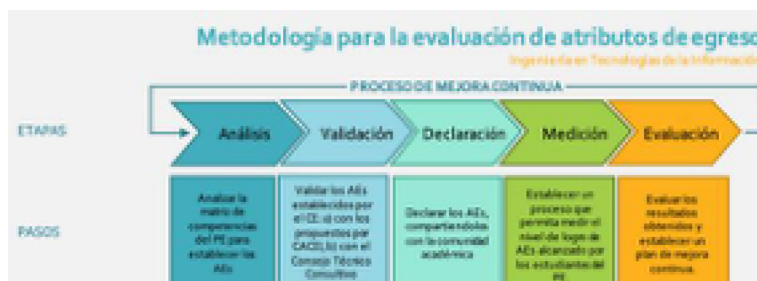 Metodología para la evaluación de atributos de egreso
Ingeniería en Tecnologías de la Información
PROCESO DE MEJORA CONTINUA
ETAPAS
Análisis
Validación
Declaración
Medición
Evaluación
PASOS
Analizar la
matriz de
competencias
del PE para
establecer los
AEs
Validar los AEs
establecidos por
el CE: a) con los
propuestos por
CACEI, b) con el
Consejo Técnico
Consultivo
Declarar los AEs,
compartiendolos
con la comunidad
académica
Establecer un
proceso que
permita medir el
nivel de logro de
AEs alcanzado por
los estudiantes del
PE
Evaluar los
resultados
obtenidos y
establecer un
plan de mejora
continua.